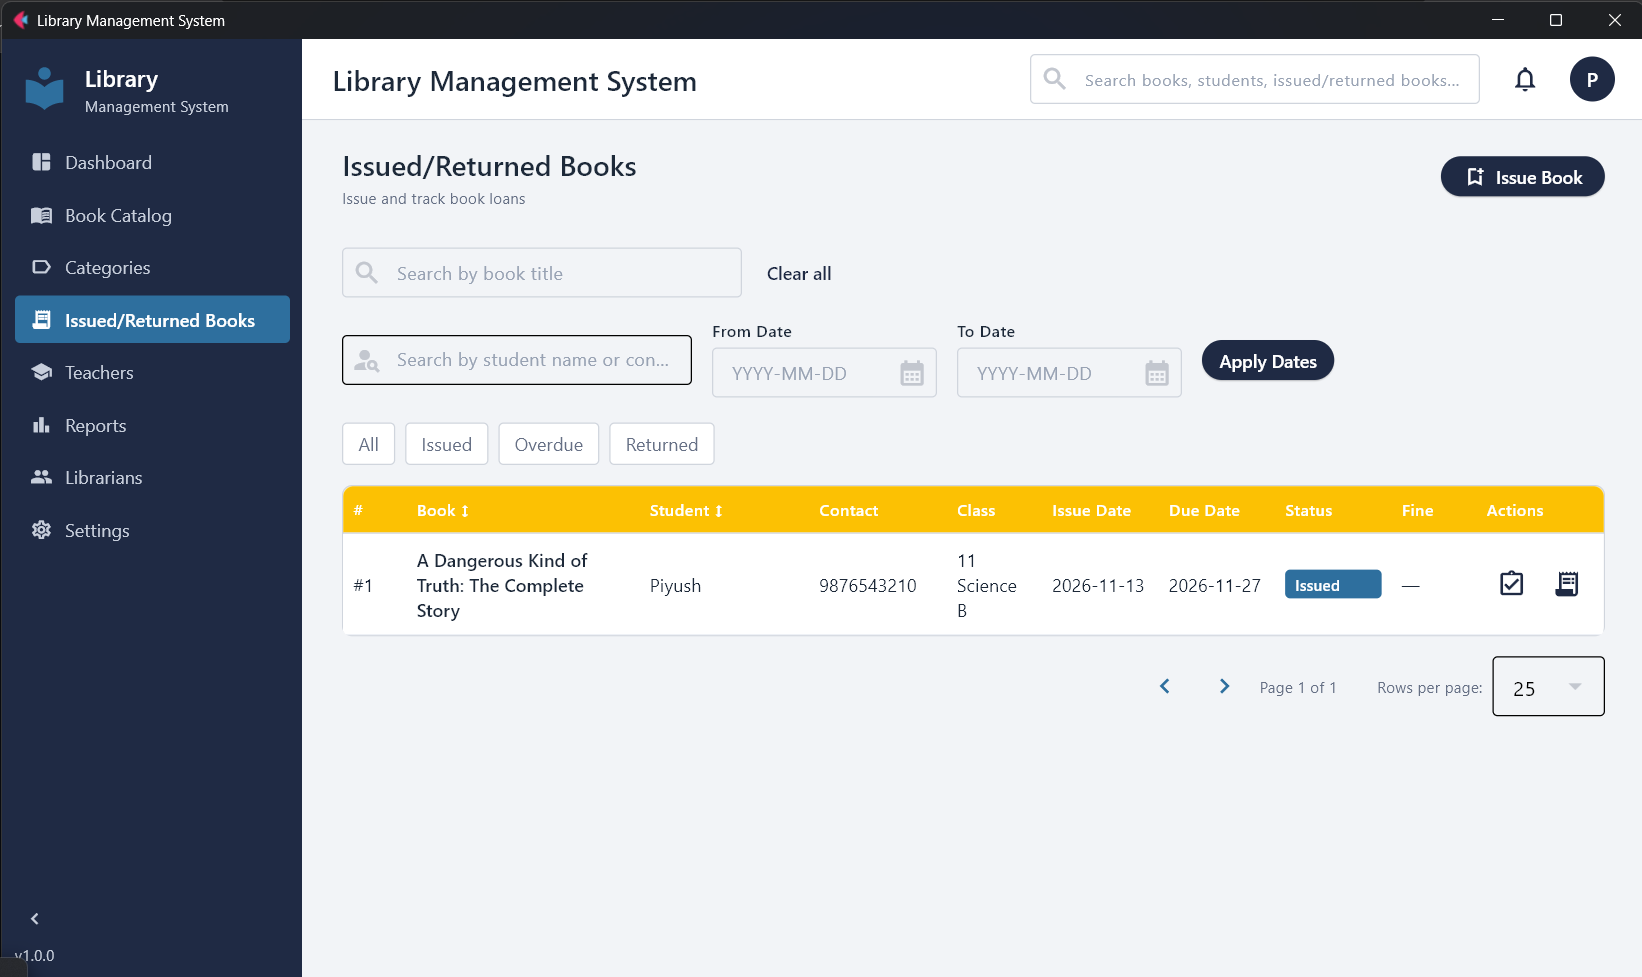 Library Management System
Library
Management System
Dashboard
Book Catalog
Categories
Issued/Returned Books
Teachers
Reports
Librarians
Settings
v1.0.0
Library Management System
Search books, students, issued/returned books...
P
Issued/Returned Books
Issue and track book loans
Issue Book
Search by book title
Clear all
Search by student name or con...
From Date
YYYY-MM-DD
To Date
YYYY-MM-DD
Apply Dates
All Issued Overdue Returned
# Book Student Contact Class Issue Date Due Date Status Fine Actions
#1 A Dangerous Kind of Truth: The Complete Story Piyush 9876543210 11 Science B 2026-11-13 2026-11-27 Issued —
Page 1 of 1 Rows per page: 25